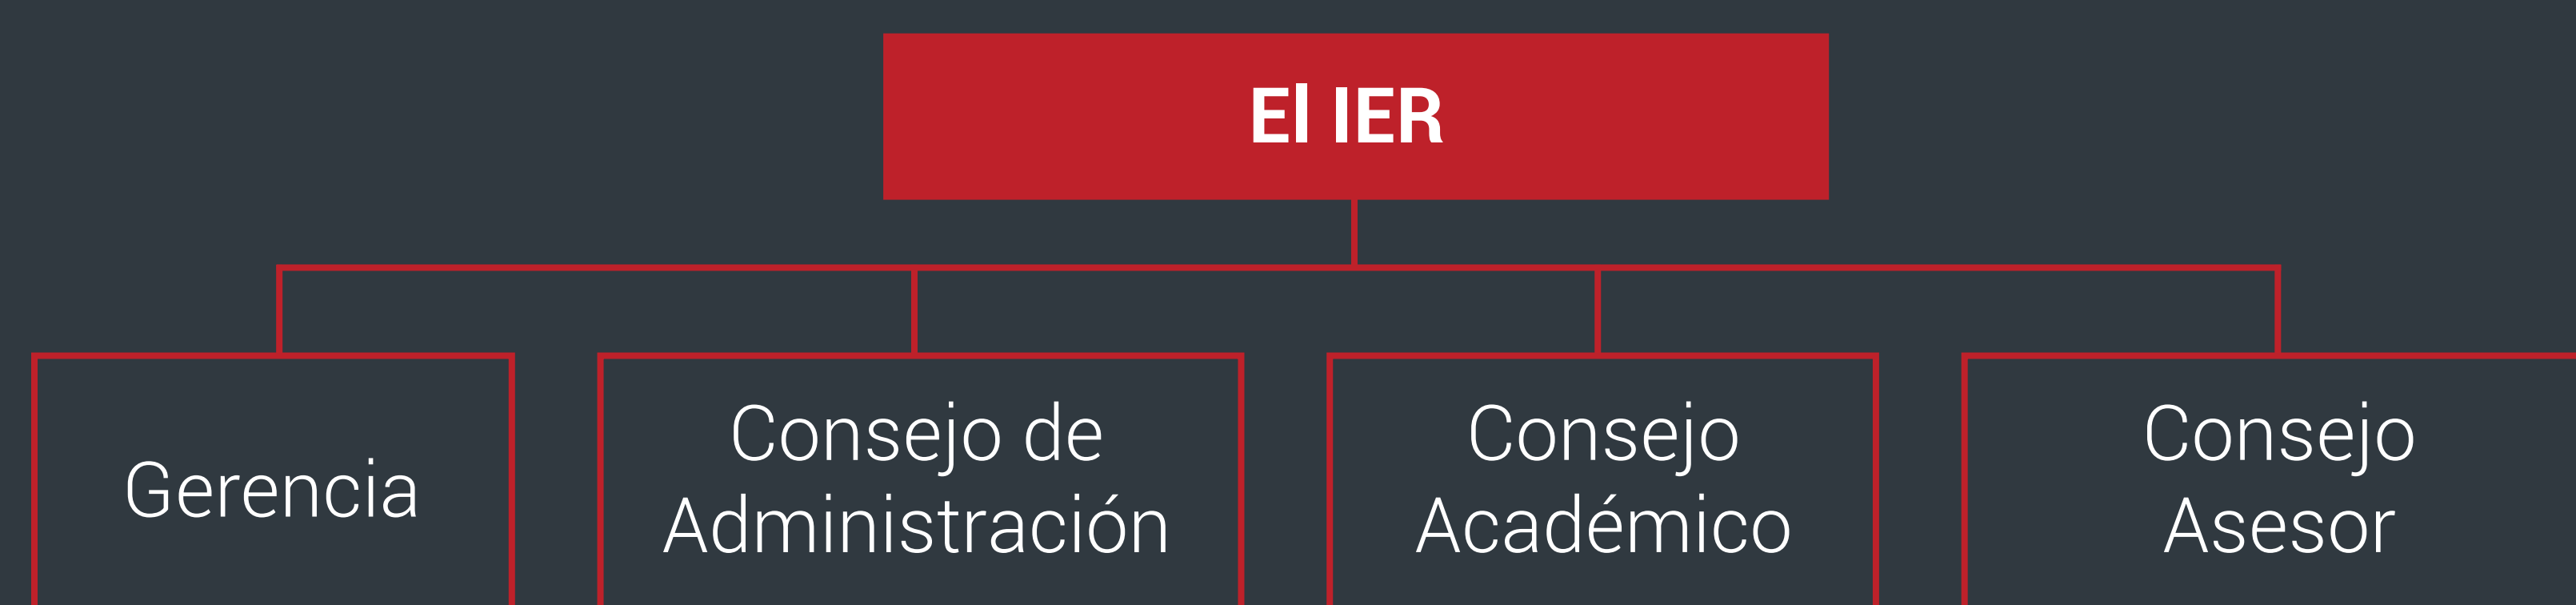 El IER
Gerencia
Consejo de
Administración
Consejo
Académico
Consejo
Asesor